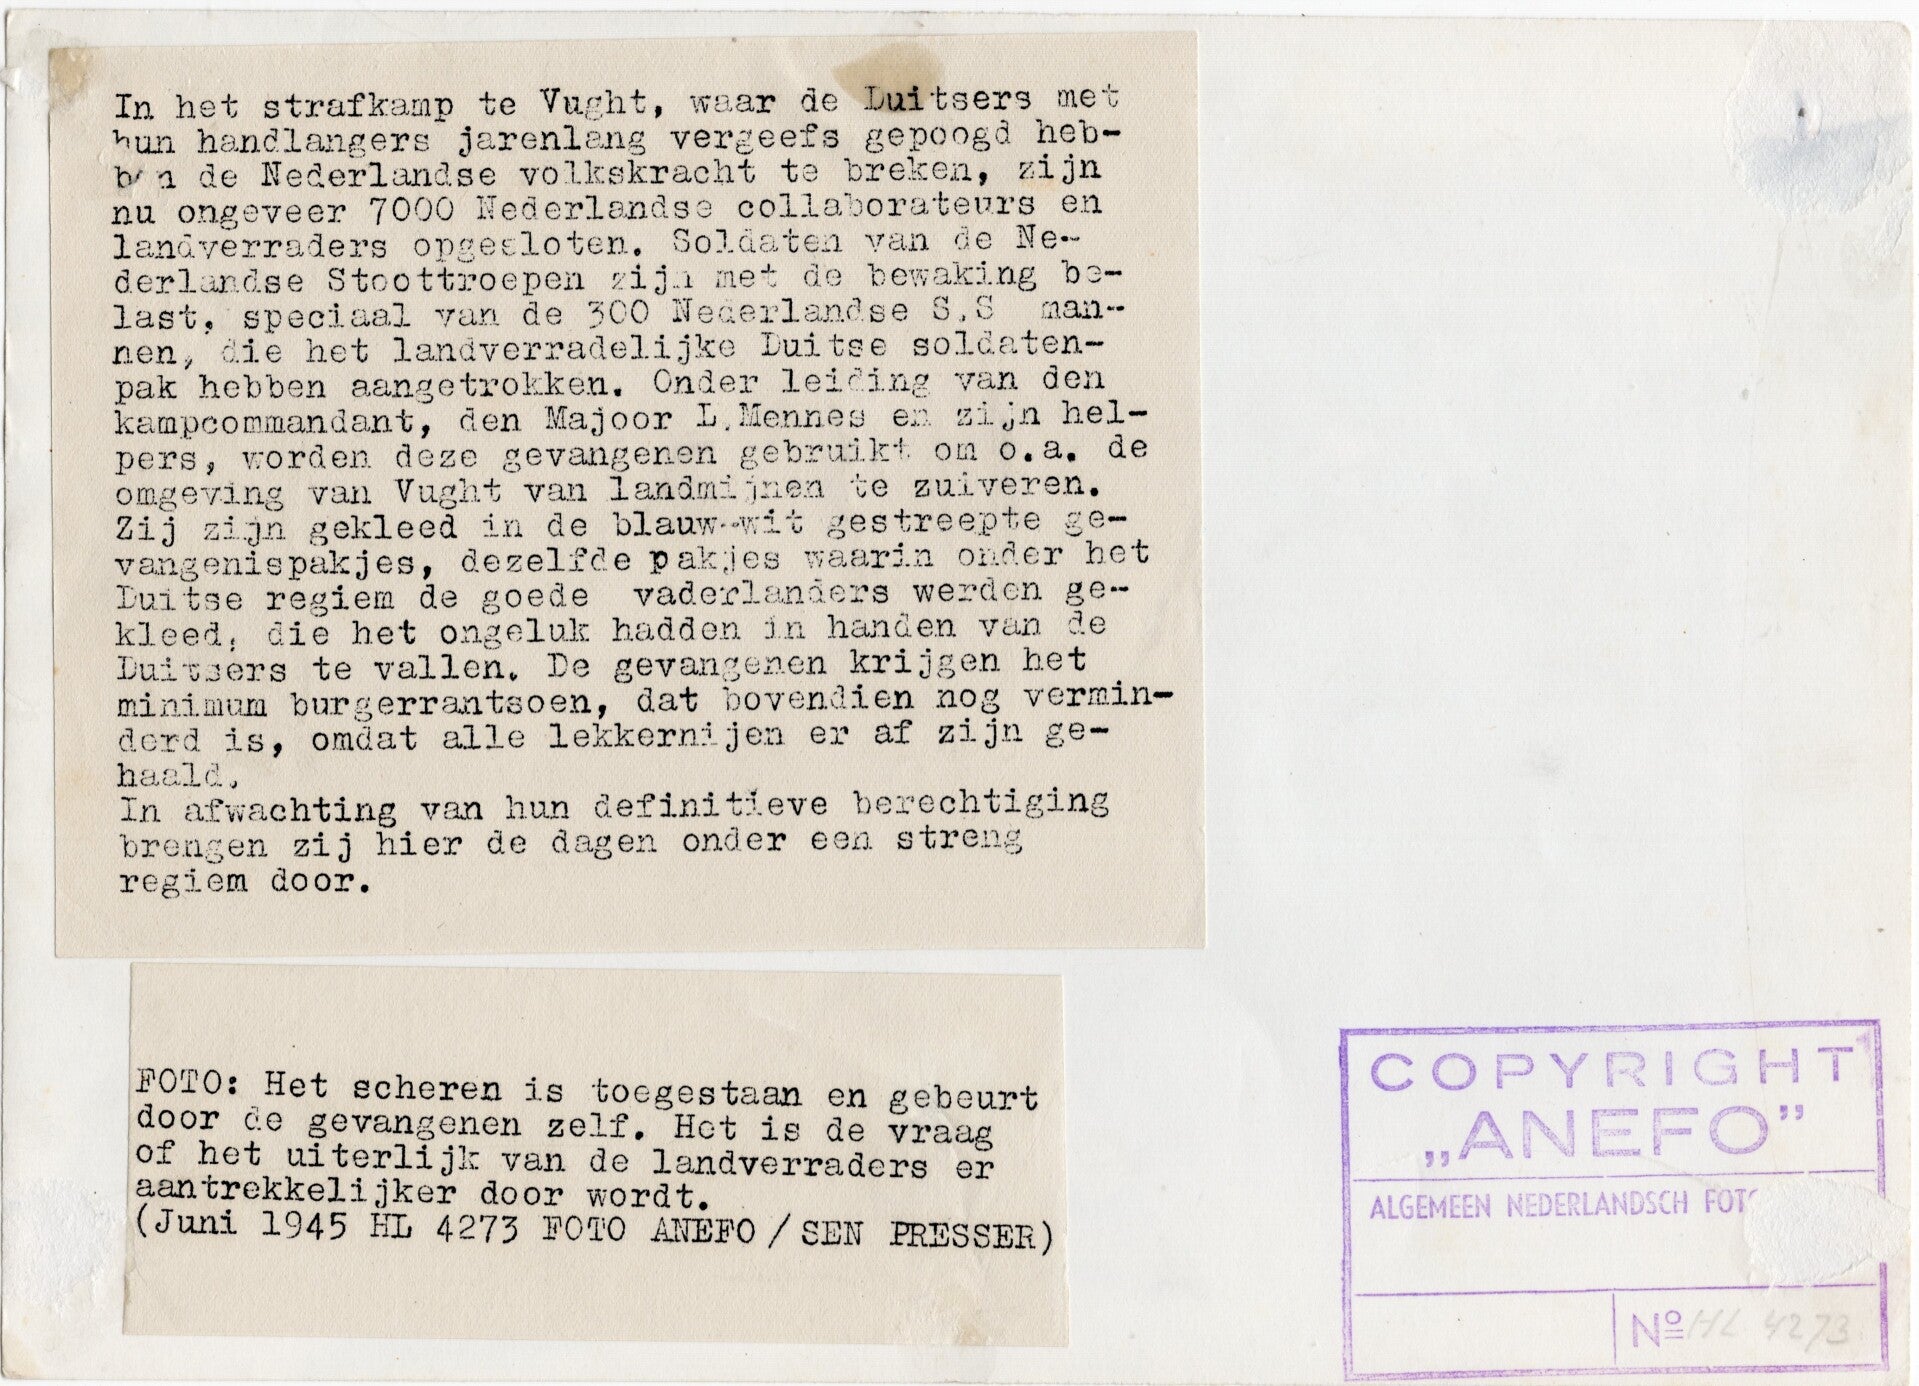 In het strafkamp te Vught, waar de Duitsers met
hun handlangers jarenlang vergeefs gepoogd heb-
ben de Nederlandse volkskracht te breken, zijn
nu ongeveer 7000 Nederlandse collaborateurs en
landverraders opgesloten. Soldaten van de Ne-
derlandse Stoottroepen zijn met de bewaking be-
last, speciaal van de 300 Nederlandse S.S man-
nen, die het landverradelijke Duitse soldaten-
pak hebben aangetrokken. Onder leiding van den
kampcommandant, den Majoor L.Mennes en zijn hel-
pers, worden deze gevangenen gebruikt om o.a. de
omgeving van Vught van landmijnen te zuiveren.
Zij zijn gekleed in de blauw-wit gestreepte ge-
vangenispakjes, dezelfde pakjes waarin onder het
Duitse regiem de goede vaderlanders werden ge-
kleed, die het ongeluk hadden in handen van de
Duitsers te vallen. De gevangenen krijgen het
minimum burgerrantsoen, dat bovendien nog vermin-
derd is, omdat alle lekkernijen er af zijn ge-
haald.
In afwachting van hun definitieve berechtiging
brengen zij hier de dagen onder een streng
regiem door.
FOTO: Het scheren is toegestaan en gebeurt
door de gevangenen zelf. Het is de vraag
of het uiterlijk van de landverraders er
aantrekkelijker door wordt.
(Juni 1945 HL 4273 FOTO ANEFO / SEN PRESSER)
COPYRIGHT
„ANEFO”
ALGEMEEN NEDERLANDSCH FOT
No HL 4273